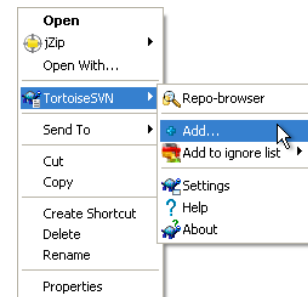 Open
jZip
Open With...
TortoiseSVN
Send To
Cut
Copy
Create Shortcut
Delete
Rename
Properties
Repo-browser
Add...
Add to ignore list
Settings
Help
About